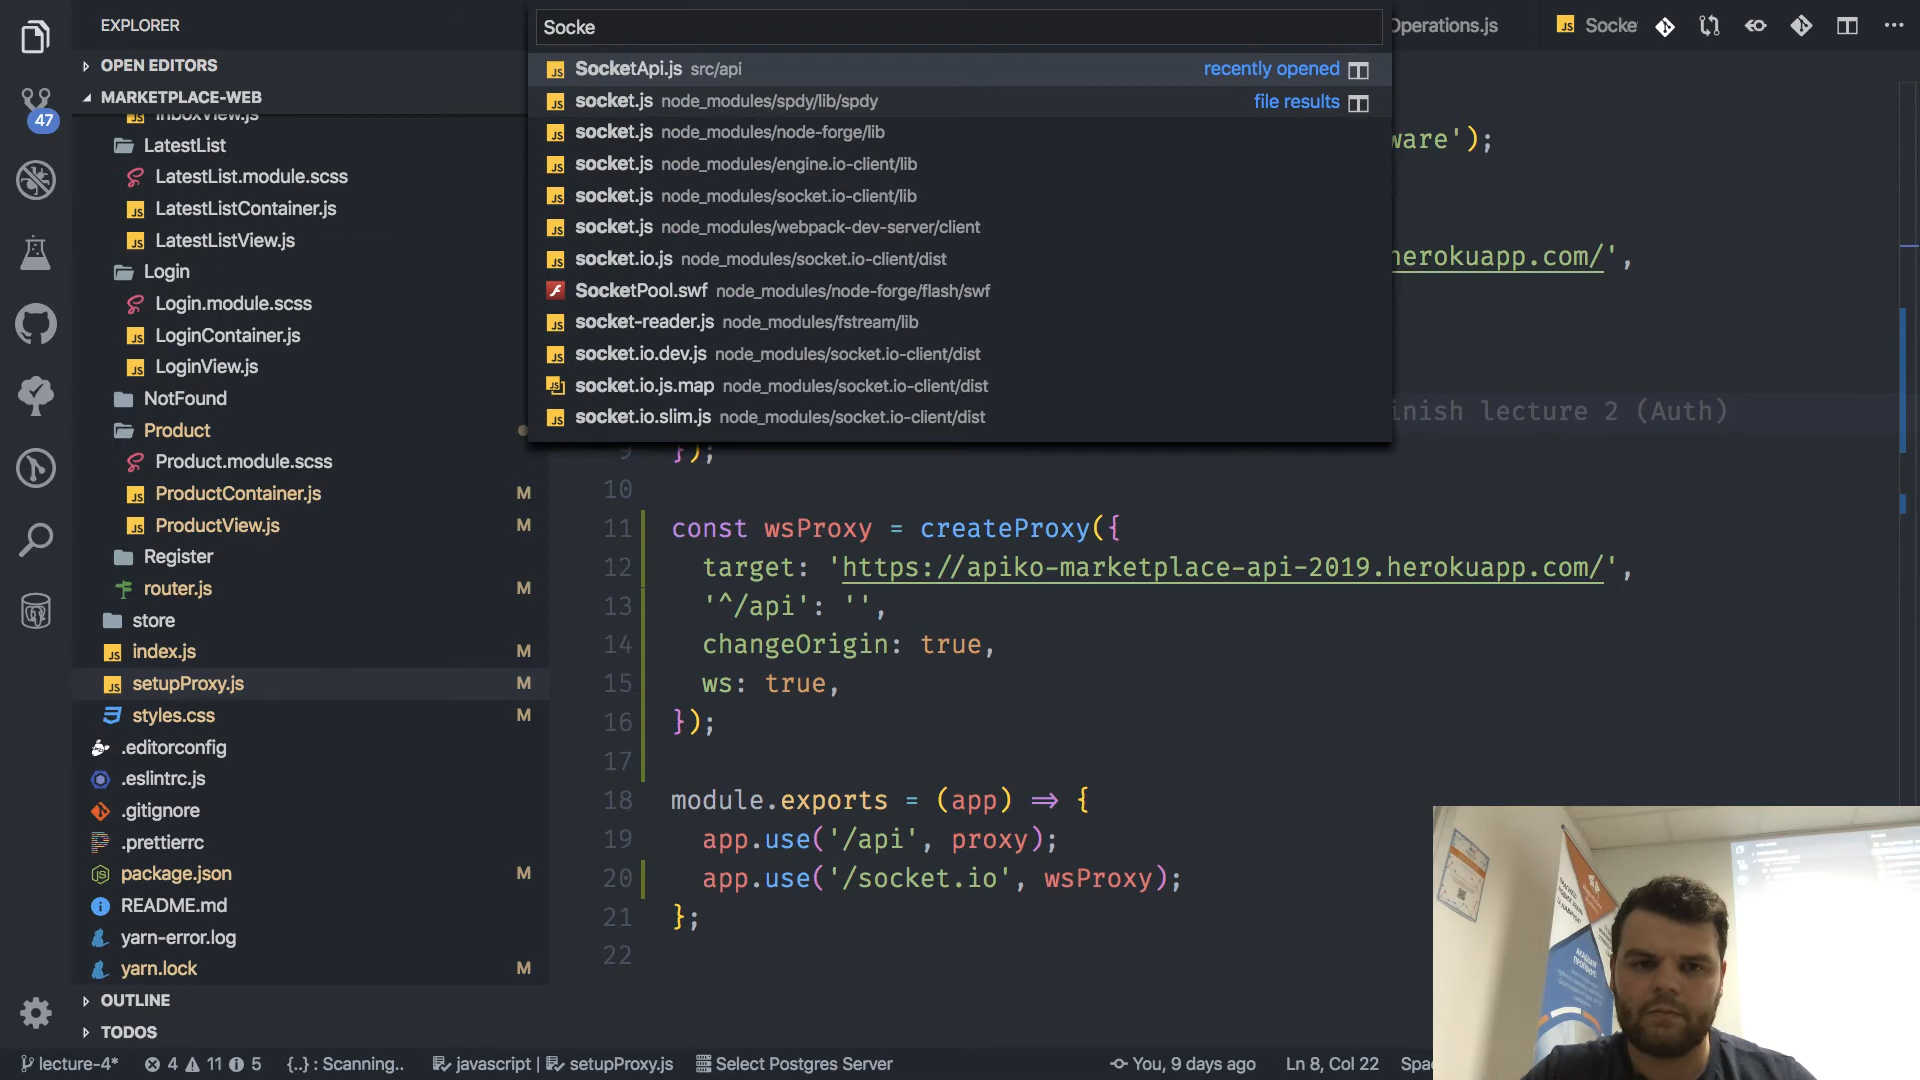 EXPLORER
OPEN EDITORS
MARKETPLACE-WEB
InboxView.js
LatestList
LatestList.module.scss
LatestListContainer.js
LatestListView.js
Login
Login.module.scss
LoginContainer.js
LoginView.js
NotFound
Product
Product.module.scss
ProductContainer.js M
ProductView.js M
Register
router.js M
store
index.js M
setupProxy.js M
styles.css M
.editorconfig
.eslintrc.js
.gitignore
.prettierrc
package.json M
README.md
yarn-error.log
yarn.lock M
OUTLINE
TODOS
47
Socke
SocketApi.js src/api recently opened
socket.js node_modules/spdy/lib/spdy file results
socket.js node_modules/node-forge/lib
socket.js node_modules/engine.io-client/lib
socket.js node_modules/socket.io-client/lib
socket.js node_modules/webpack-dev-server/client
socket.io.js node_modules/socket.io-client/dist
SocketPool.swf node_modules/node-forge/flash/swf
socket-reader.js node_modules/fstream/lib
socket.io.dev.js node_modules/socket.io-client/dist
socket.io.js.map node_modules/socket.io-client/dist
socket.io.slim.js node_modules/socket.io-client/dist
Operations.js
Socke
ware');
herokuapp.com/',
inish lecture 2 (Auth)
9 });
10
11 const wsProxy = createProxy({
12 target: 'https://apiko-marketplace-api-2019.herokuapp.com/',
13 '^/api': '',
14 changeOrigin: true,
15 ws: true,
16 });
17
18 module.exports = (app) => {
19 app.use('/api', proxy);
20 app.use('/socket.io', wsProxy);
21 };
22
lecture-4* 4 11 5 {..} : Scanning.. javascript | setupProxy.js Select Postgres Server You, 9 days ago Ln 8, Col 22 Spac